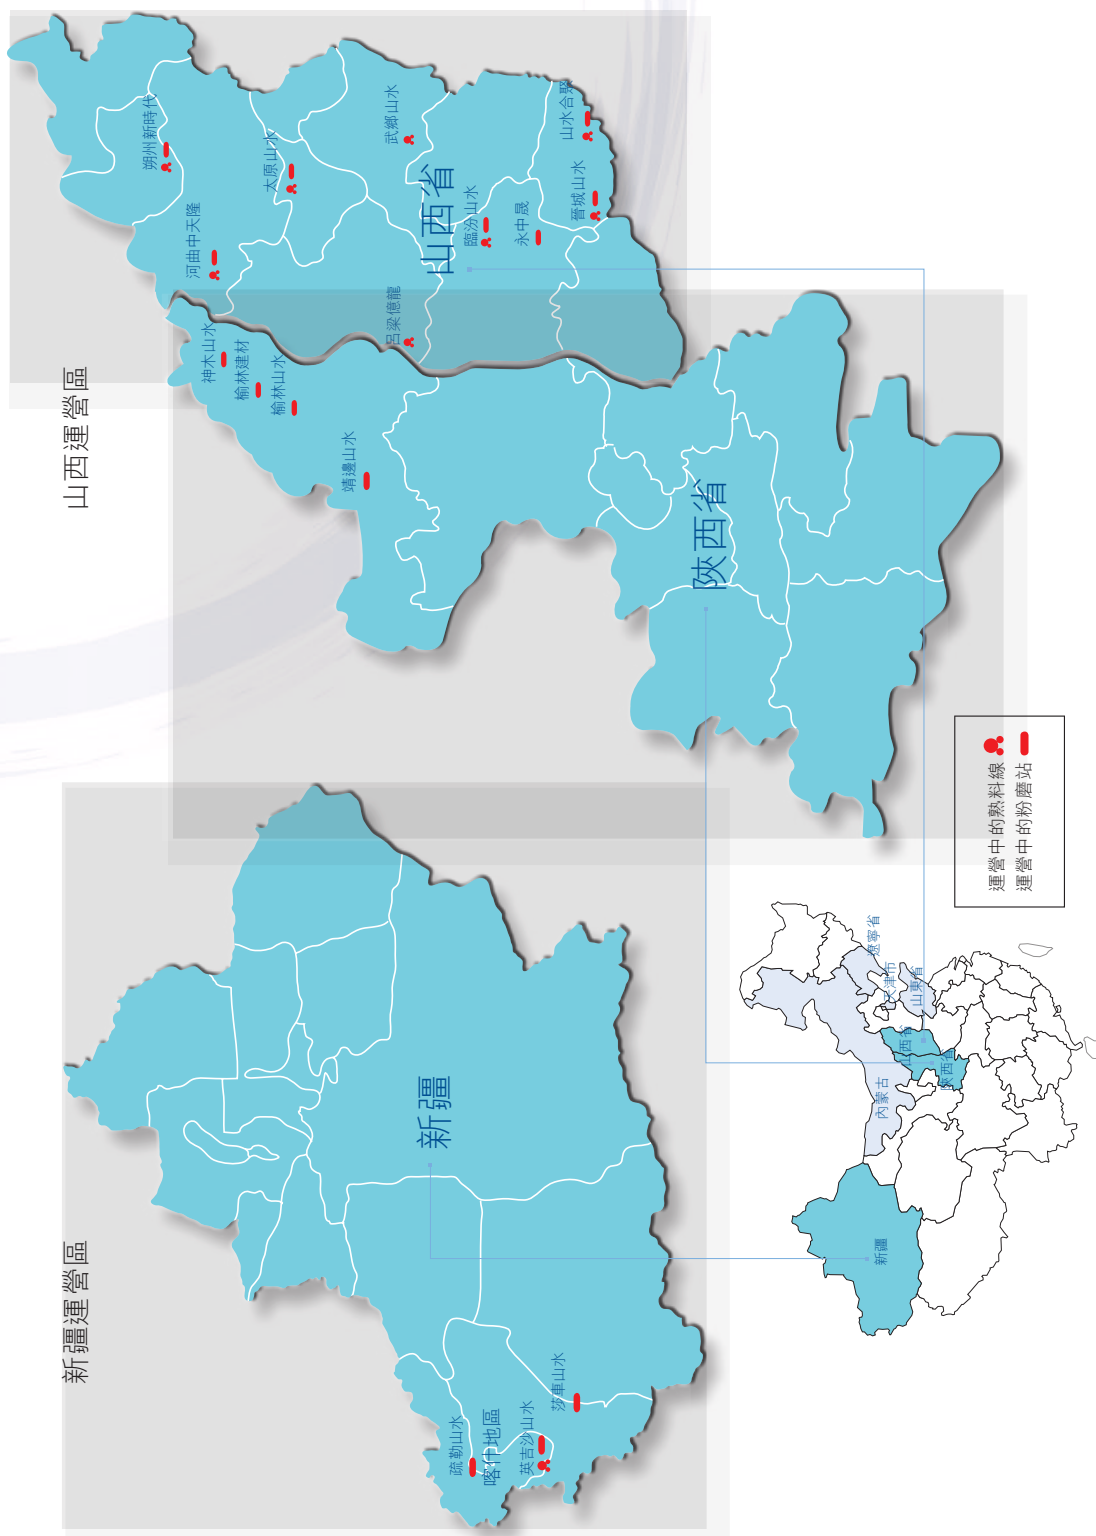 山西運營區
朔州新時代
河曲中天隆
太原山水
武鄉山水
呂梁億龍
山西省
臨汾山水
永中晟
山水合聚
晉城山水
神木山水
榆林建材
榆林山水
靖邊山水
陝西省
新疆運營區
新疆
疏勒山水
喀什地區
英吉沙山水
莎車山水
運營中的熟料線
運營中的粉磨站
遼寧省
天津市
山東省
山西省
陝西省
內蒙古
新疆